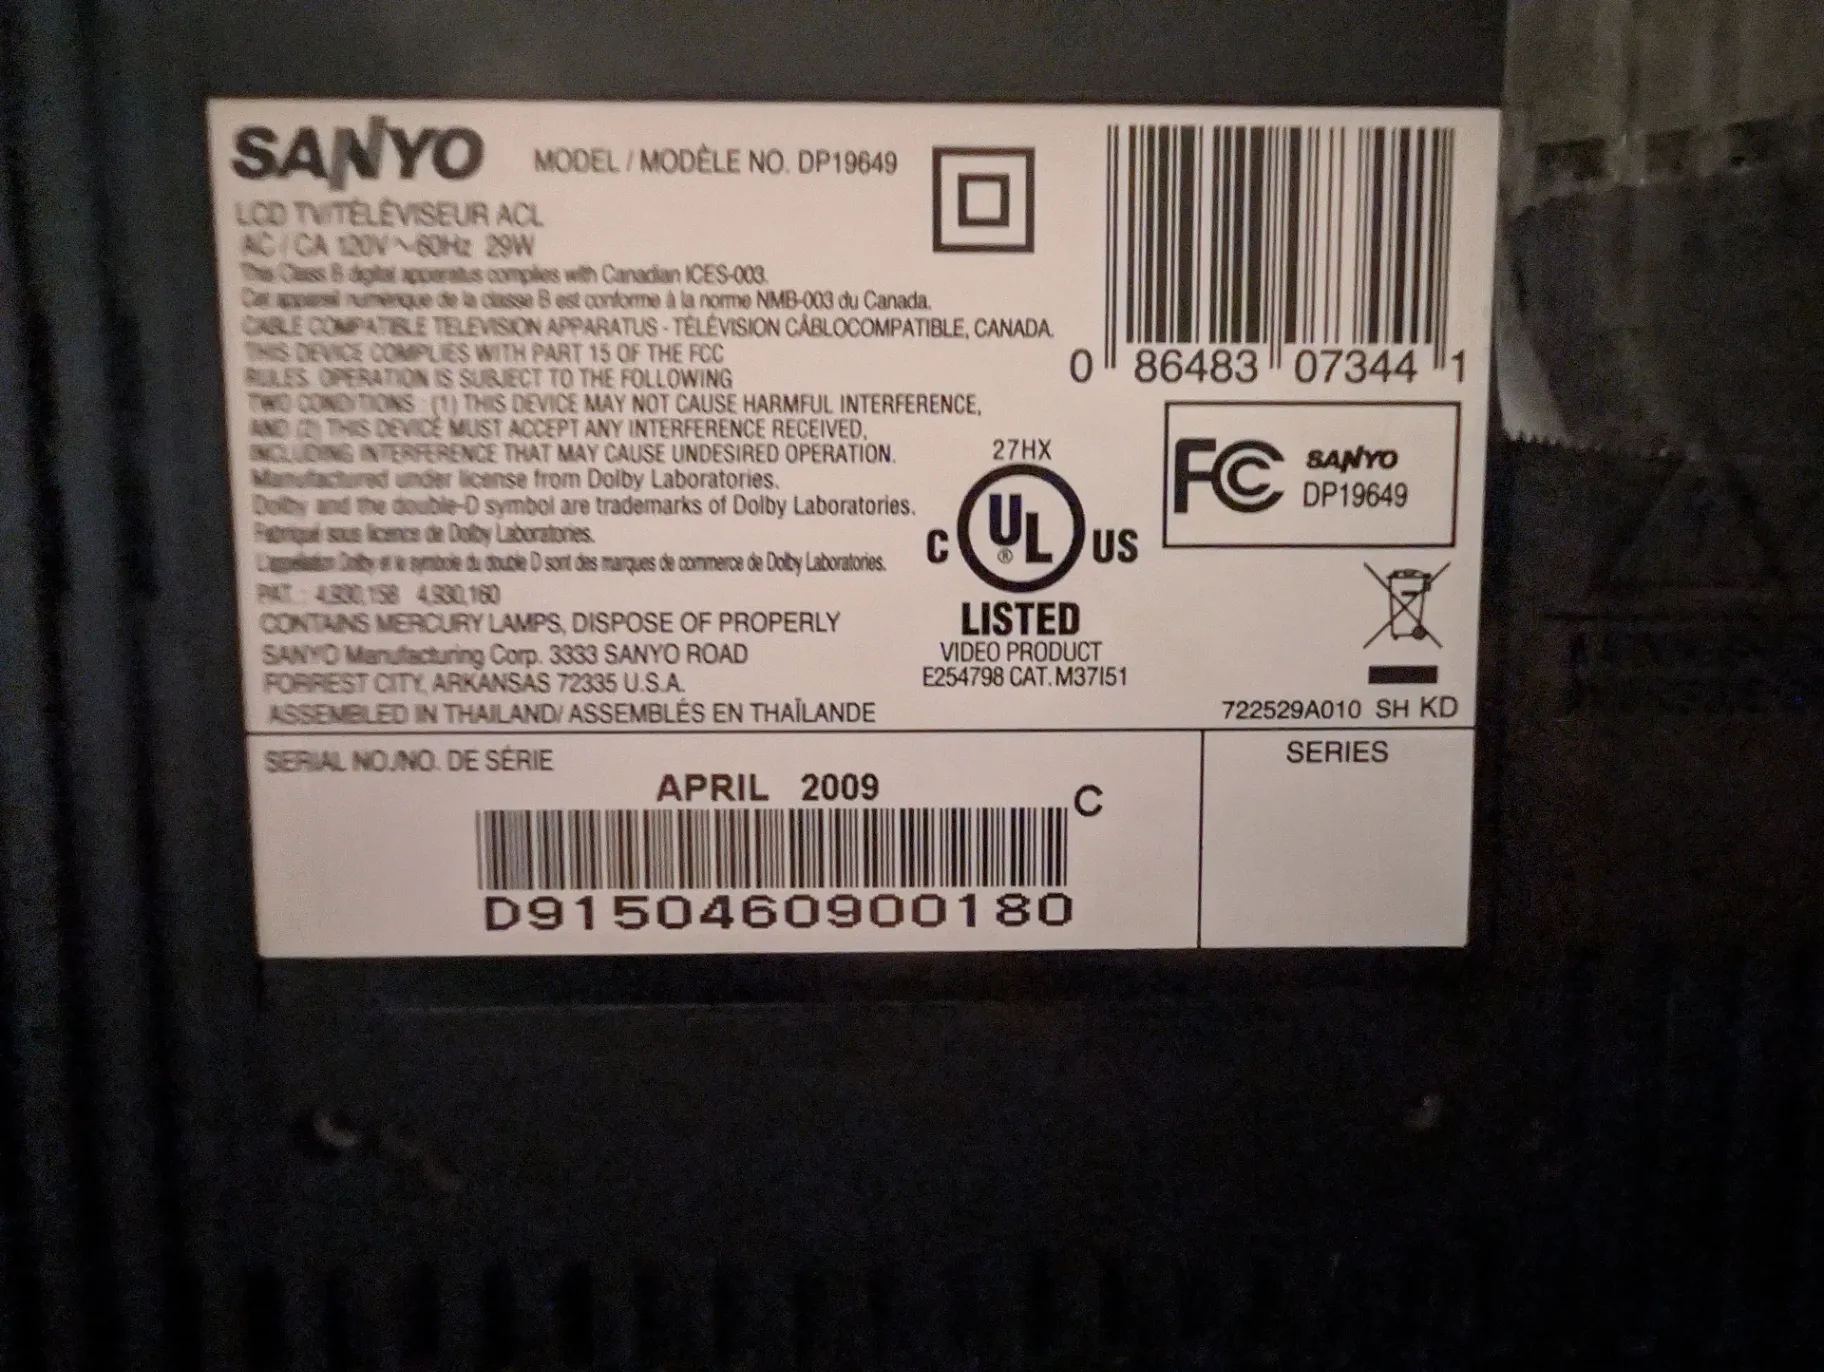 SANYO
MODEL / MODÈLE NO. DP19649
LCD TV/TÉLÉVISEUR ACL
AC / CA 120V ~ 60Hz 29W
This Class B digital apparatus complies with Canadian ICES-003.
Cet appareil numérique de la classe B est conforme à la norme NMB-003 du Canada.
CABLE COMPATIBLE TELEVISION APPARATUS - TÉLÉVISION CÂBLOCOMPATIBLE, CANADA.
THIS DEVICE COMPLIES WITH PART 15 OF THE FCC
RULES. OPERATION IS SUBJECT TO THE FOLLOWING
TWO CONDITIONS : (1) THIS DEVICE MAY NOT CAUSE HARMFUL INTERFERENCE,
AND (2) THIS DEVICE MUST ACCEPT ANY INTERFERENCE RECEIVED,
INCLUDING INTERFERENCE THAT MAY CAUSE UNDESIRED OPERATION.
Manufactured under license from Dolby Laboratories.
Dolby and the double-D symbol are trademarks of Dolby Laboratories.
Fabriqué sous licence de Dolby Laboratories.
L'appellation Dolby et le symbole du double D sont des marques de commerce de Dolby Laboratories.
PAT. : 4,930,158 4,930,160
CONTAINS MERCURY LAMPS, DISPOSE OF PROPERLY
SANYO Manufacturing Corp. 3333 SANYO ROAD
FORREST CITY, ARKANSAS 72335 U.S.A.
ASSEMBLED IN THAILAND/ ASSEMBLÉS EN THAÏLANDE
0 86483 07344 1
27HX
C UL ® US
LISTED
VIDEO PRODUCT
E254798 CAT.M37I51
FC SANYO
DP19649
722529A010 SH KD
SERIAL NO./NO. DE SÉRIE
APRIL 2009
C
D9150460900180
SERIES